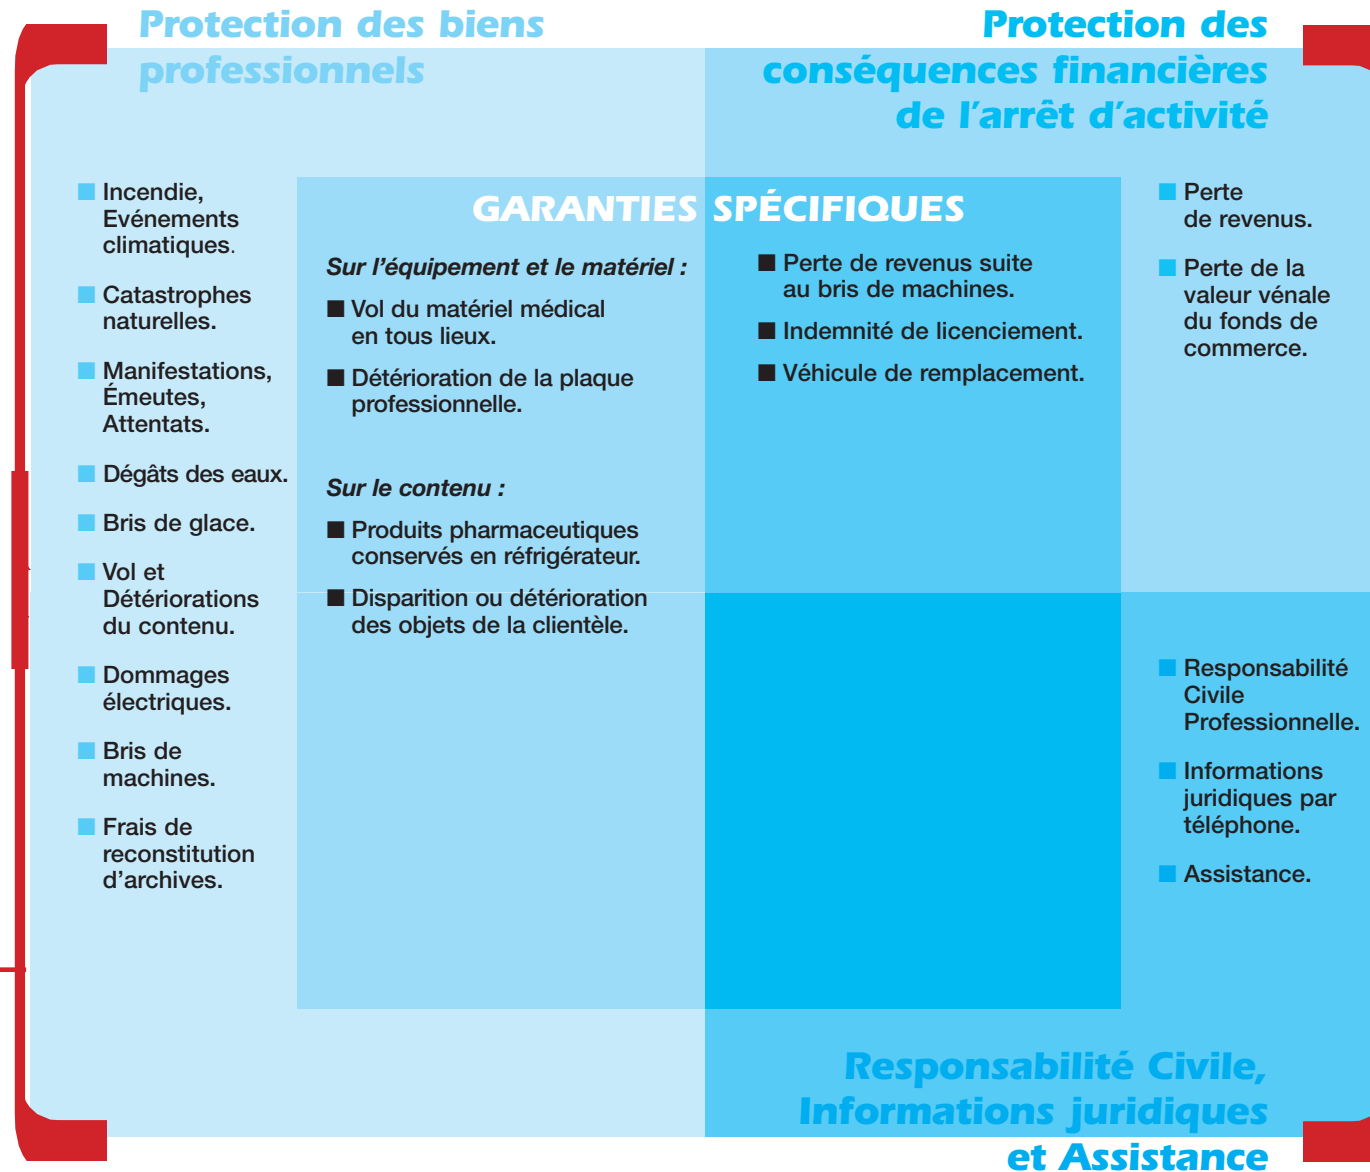 Protection des biens
professionnels
Protection des
conséquences financières
de l'arrêt d'activité
■ Incendie,
Evénements
climatiques.
■ Catastrophes
naturelles.
■ Manifestations,
Émeutes,
Attentats.
■ Dégâts des eaux.
■ Bris de glace.
■ Vol et
Détériorations
du contenu.
■ Dommages
électriques.
■ Bris de
machines.
■ Frais de
reconstitution
d'archives.
GARANTIES SPÉCIFIQUES
Sur l'équipement et le matériel :
■ Vol du matériel médical
en tous lieux.
■ Détérioration de la plaque
professionnelle.
Sur le contenu :
■ Produits pharmaceutiques
conservés en réfrigérateur.
■ Disparition ou détérioration
des objets de la clientèle.
■ Perte de revenus suite
au bris de machines.
■ Indemnité de licenciement.
■ Véhicule de remplacement.
■ Perte
de revenus.
■ Perte de la
valeur vénale
du fonds de
commerce.
■ Responsabilité
Civile
Professionnelle.
■ Informations
juridiques par
téléphone.
■ Assistance.
Responsabilité Civile,
Informations juridiques
et Assistance